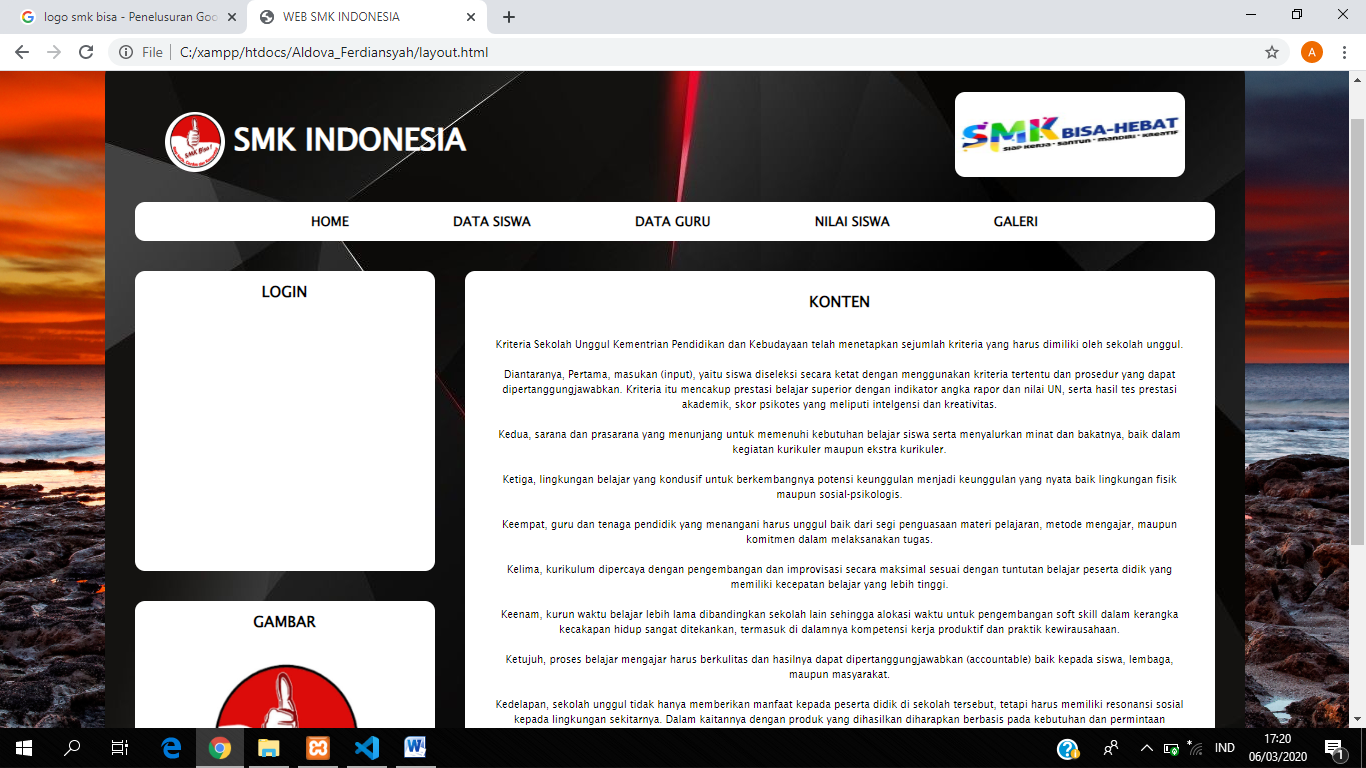 logo smk bisa - Penelusuran Goo
WEB SMK INDONESIA
File
C:/xampp/htdocs/Aldova_Ferdiansyah/layout.html
A
SMK Bisa!
SMK INDONESIA
SMK BISA-HEBAT
SIAP KERJA - SANTUN - MANDIRI - KREATIF
HOME
DATA SISWA
DATA GURU
NILAI SISWA
GALERI
LOGIN
GAMBAR
KONTEN
Kriteria Sekolah Unggul Kementrian Pendidikan dan Kebudayaan telah menetapkan sejumlah kriteria yang harus dimiliki oleh sekolah unggul.
Diantaranya, Pertama, masukan (input), yaitu siswa diseleksi secara ketat dengan menggunakan kriteria tertentu dan prosedur yang dapat
dipertanggungjawabkan. Kriteria itu mencakup prestasi belajar superior dengan indikator angka rapor dan nilai UN, serta hasil tes prestasi
akademik, skor psikotes yang meliputi intelgensi dan kreativitas.
Kedua, sarana dan prasarana yang menunjang untuk memenuhi kebutuhan belajar siswa serta menyalurkan minat dan bakatnya, baik dalam
kegiatan kurikuler maupun ekstra kurikuler.
Ketiga, lingkungan belajar yang kondusif untuk berkembangnya potensi keunggulan menjadi keunggulan yang nyata baik lingkungan fisik
maupun sosial-psikologis.
Keempat, guru dan tenaga pendidik yang menangani harus unggul baik dari segi penguasaan materi pelajaran, metode mengajar, maupun
komitmen dalam melaksanakan tugas.
Kelima, kurikulum dipercaya dengan pengembangan dan improvisasi secara maksimal sesuai dengan tuntutan belajar peserta didik yang
memiliki kecepatan belajar yang lebih tinggi.
Keenam, kurun waktu belajar lebih lama dibandingkan sekolah lain sehingga alokasi waktu untuk pengembangan soft skill dalam kerangka
kecakapan hidup sangat ditekankan, termasuk di dalamnya kompetensi kerja produktif dan praktik kewirausahaan.
Ketujuh, proses belajar mengajar harus berkulitas dan hasilnya dapat dipertanggungjawabkan (accountable) baik kepada siswa, lembaga,
maupun masyarakat.
Kedelapan, sekolah unggul tidak hanya memberikan manfaat kepada peserta didik di sekolah tersebut, tetapi harus memiliki resonansi sosial
kepada lingkungan sekitarnya. Dalam kaitannya dengan produk yang dihasilkan diharapkan berbasis pada kebutuhan dan permintaan
IND
17:20
06/03/2020
1